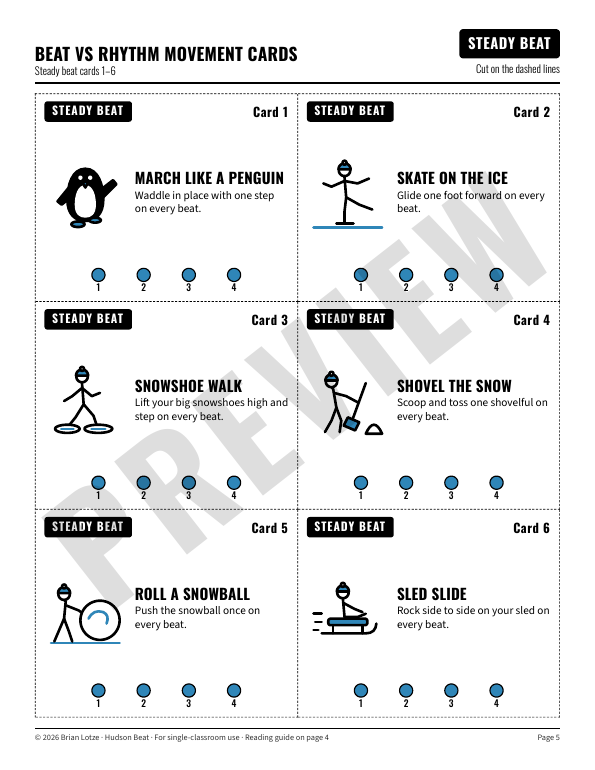 BEAT VS RHYTHM MOVEMENT CARDS
STEADY BEAT
Steady beat cards 1–6
Cut on the dashed lines
STEADY BEAT
Card 1
MARCH LIKE A PENGUIN
Waddle in place with one step
on every beat.
1 2 3 4
Card 2
SKATE ON THE ICE
Glide one foot forward on every
beat.
1 2 3 4
STEADY BEAT
Card 3
SNOWSHOE WALK
Lift your big snowshoes high and
step on every beat.
1 2 3 4
STEADY BEAT
Card 4
SHOVEL THE SNOW
Scoop and toss one shovelful on
every beat.
1 2 3 4
STEADY BEAT
Card 5
ROLL A SNOWBALL
Push the snowball once on
every beat.
1 2 3 4
STEADY BEAT
Card 6
SLED SLIDE
Rock side to side on your sled on
every beat.
1 2 3 4
PREVIEW
© 2026 Brian Lotze · Hudson Beat · For single-classroom use · Reading guide on page 4
Page 5